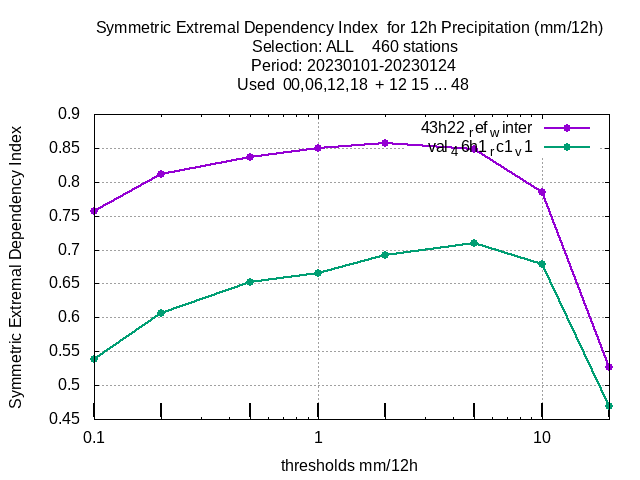 Symmetric Extremal Dependency Index  for 12h Precipitation (mm/12h)
Selection: ALL    460 stations
Period: 20230101-20230124
Used  00,06,12,18  + 12 15 ... 48
Symmetric Extremal Dependency Index
0.9
0.85
0.8
0.75
0.7
0.65
0.6
0.55
0.5
0.45
43h22_ref_winter
val_46h1_rc1_v1
0.1
1
10
thresholds mm/12h